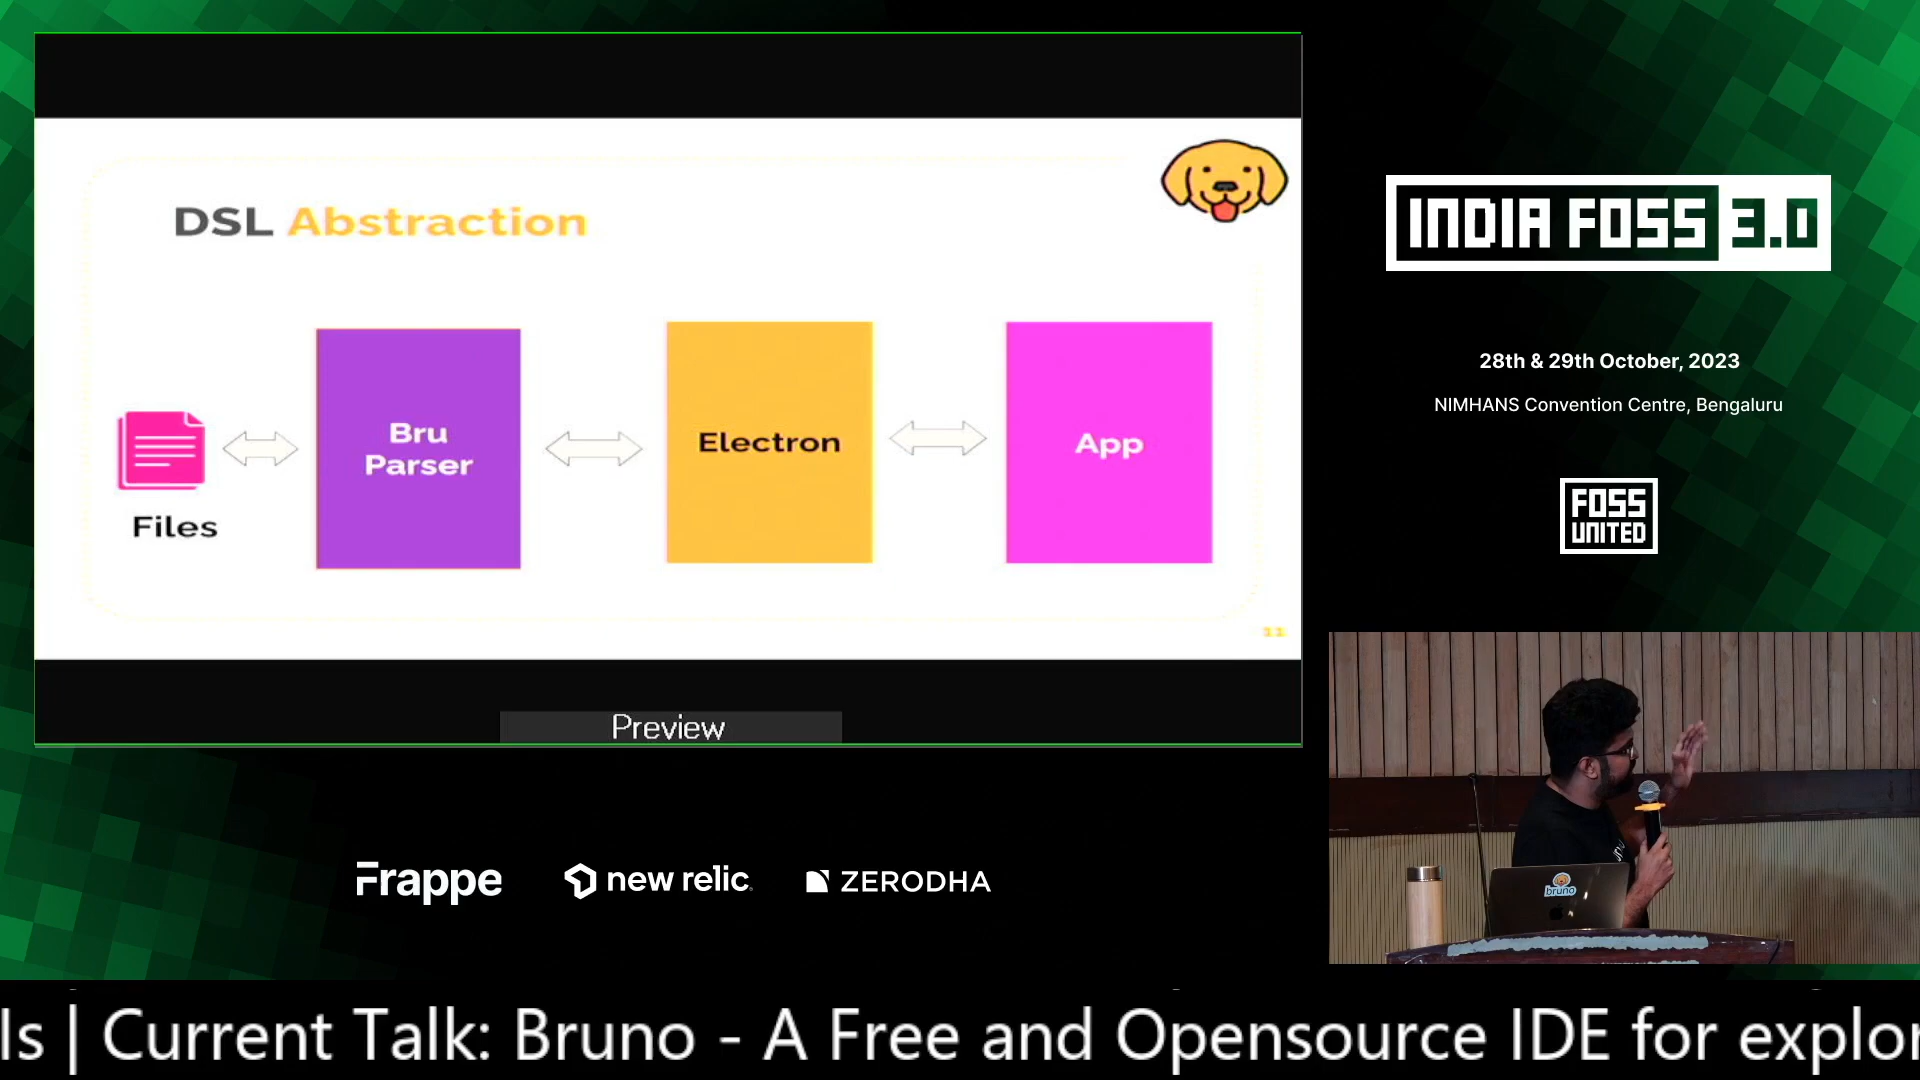 DSL Abstraction
Files
Bru
Parser
Electron
App
11
Preview
INDIA FOSS 3.0
28th & 29th October, 2023
NIMHANS Convention Centre, Bengaluru
FOSS
UNITED
bruno
Frappe
new relic
ZERODHA
ls | Current Talk: Bruno - A Free and Opensource IDE for explor